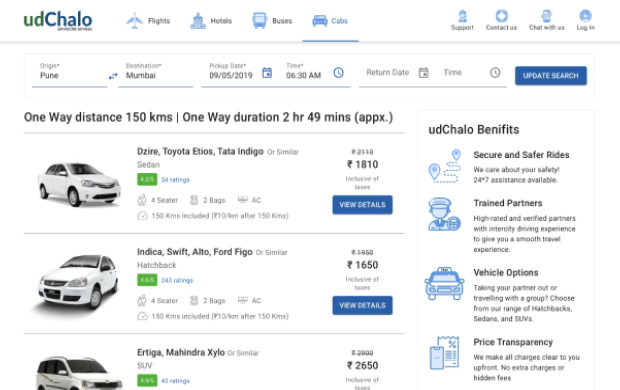 udChalo
service for services
Flights
Hotels
Buses
Cabs
Support
Contact us
Chat with us
Log In
Origin*
Pune
Destination*
Mumbai
Pickup Date*
09/05/2019
Time*
06:30 AM
Return Date
Time
UPDATE SEARCH
One Way distance 150 kms | One Way duration 2 hr 49 mins (appx.)
Dzire, Toyota Etios, Tata Indigo Or Similar
Sedan
4.2/5 54 ratings
4 Seater 2 Bags AC
150 Kms included (₹10/km after 150 Kms)
₹ 2110
₹ 1810
Inclusive of
taxes
VIEW DETAILS
Indica, Swift, Alto, Ford Figo Or Similar
Hatchback
243 ratings
4 Seater 2 Bags AC
150 Kms included (₹10/km after 150 Kms)
₹ 1950
₹ 1650
Inclusive of
taxes
VIEW DETAILS
Ertiga, Mahindra Xylo Or Similar
SUV
43 ratings
₹ 2900
₹ 2650
Inclusive of
udChalo Benifits
Secure and Safer Rides
We care about your safety!
24*7 assistance available.
Trained Partners
High-rated and verified partners
with intercity driving experience
to give you a smooth travel
experience.
Vehicle Options
Taking your partner out or
travelling with a group? Choose
from our range of Hatchbacks,
Sedans, and SUVs.
Price Transparency
We make all charges clear to you
upfront. No extra charges or
hidden fees